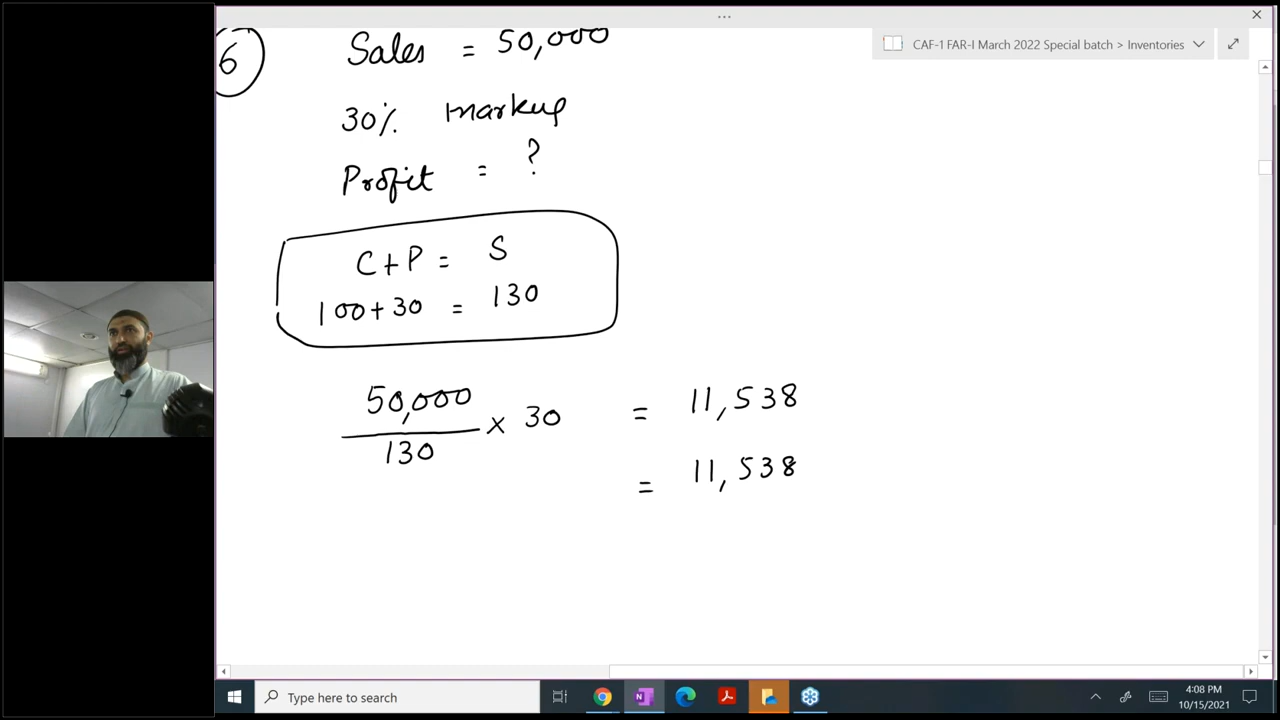 ...
CAF-1 FAR-I March 2022 Special batch > Inventories
6
Sales = 50,000
30% markup
Profit = ?
C + P = S
100 + 30 = 130
50,000
130
× 30 = 11,538
= 11,538
Type here to search
4:08 PM
10/15/2021